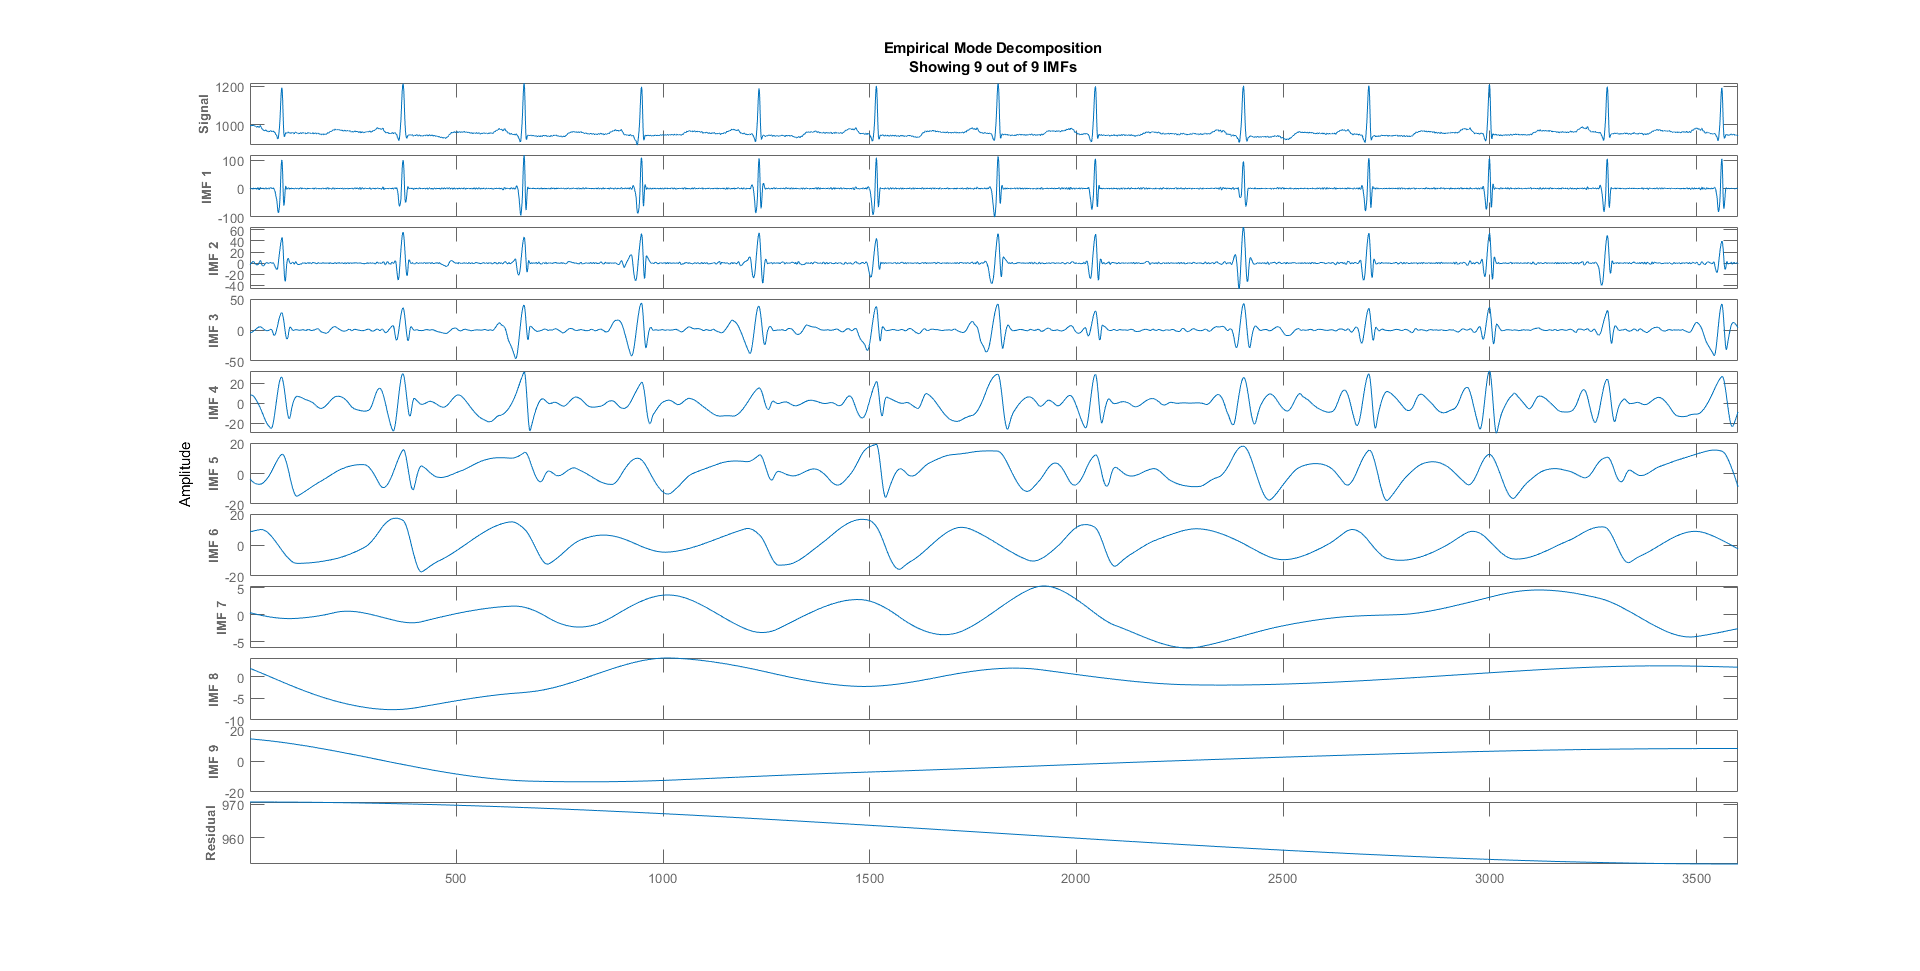 Empirical Mode Decomposition
Showing 9 out of 9 IMFs
Amplitude
Signal
1200
1000
IMF 1
100
0
-100
IMF 2
60
40
20
0
-20
-40
IMF 3
50
0
-50
IMF 4
20
0
-20
IMF 5
20
0
-20
IMF 6
20
0
-20
IMF 7
5
0
-5
IMF 8
0
-5
-10
IMF 9
20
0
-20
Residual
970
960
500 1000 1500 2000 2500 3000 3500